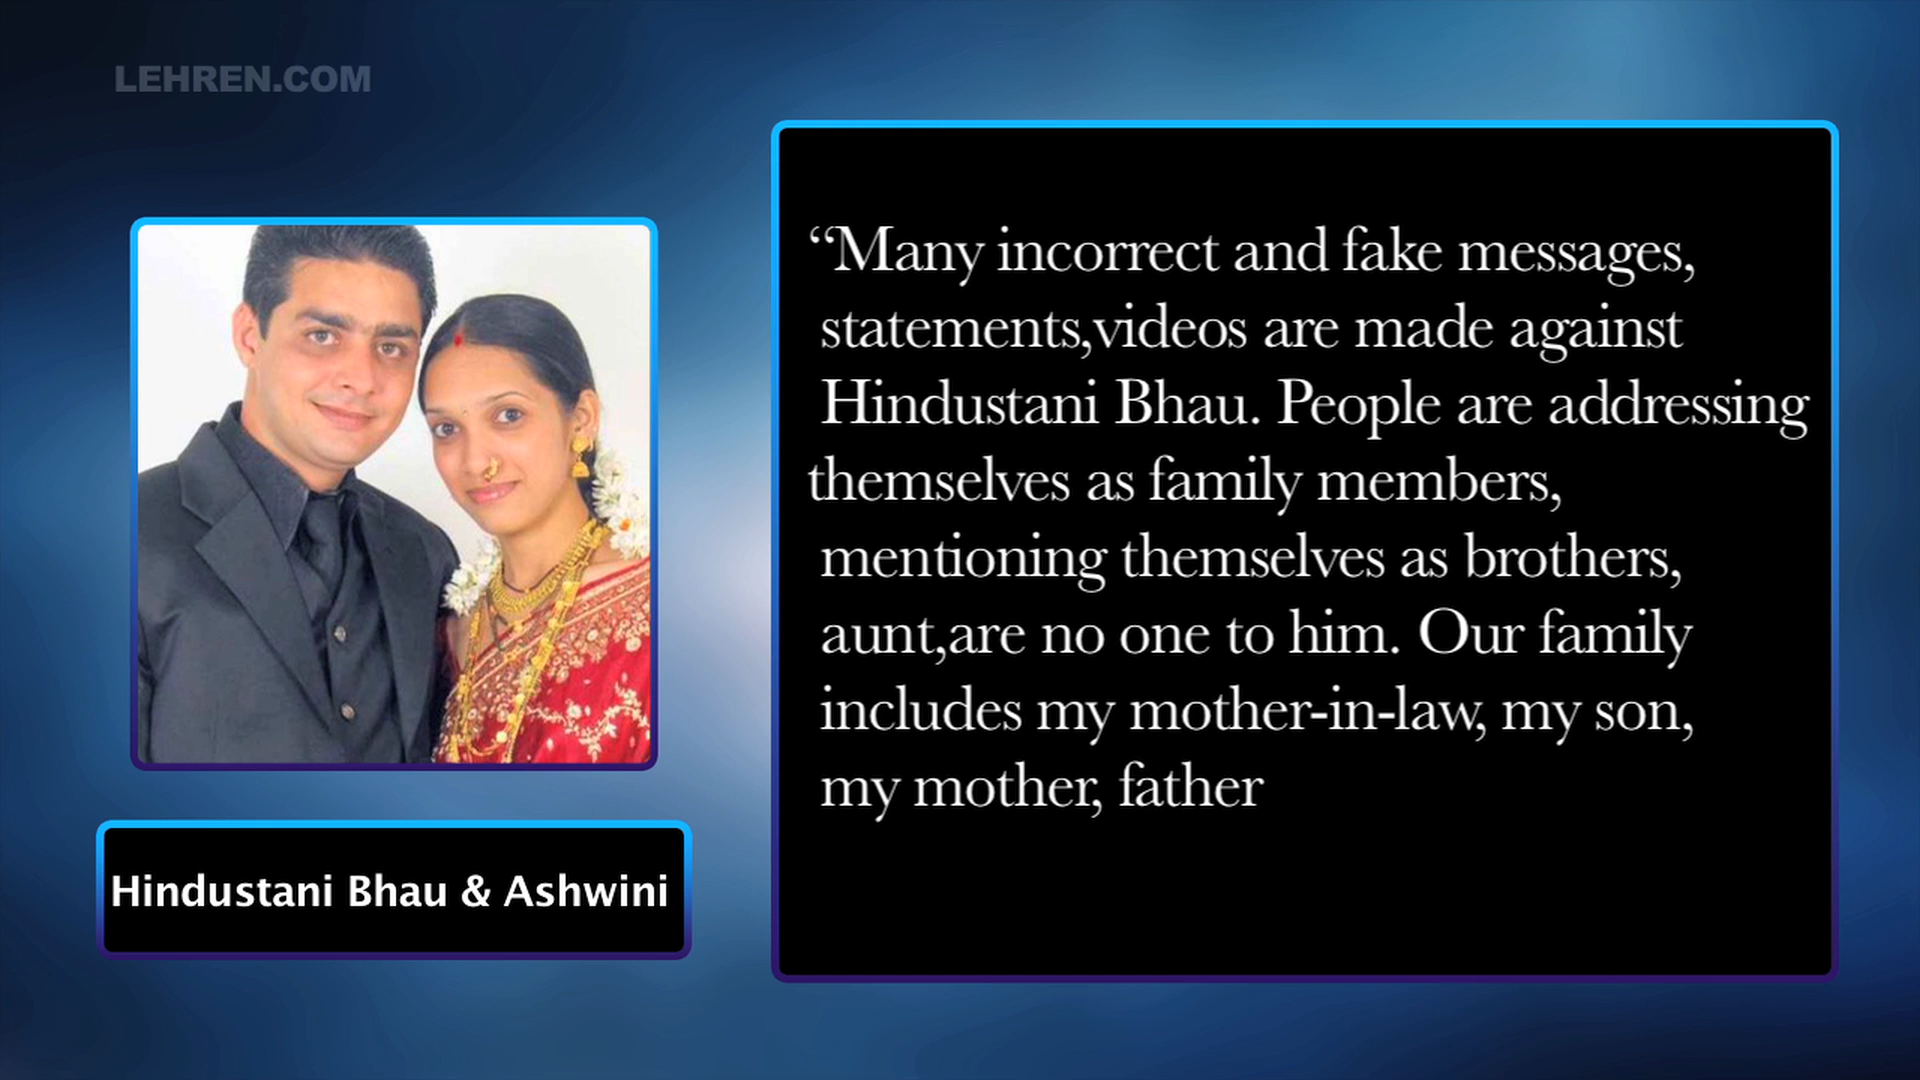 LEHREN.COM
“Many incorrect and fake messages,
statements,videos are made against
Hindustani Bhau. People are addressing
themselves as family members,
mentioning themselves as brothers,
aunt,are no one to him. Our family
includes my mother-in-law, my son,
my mother, father
Hindustani Bhau & Ashwini